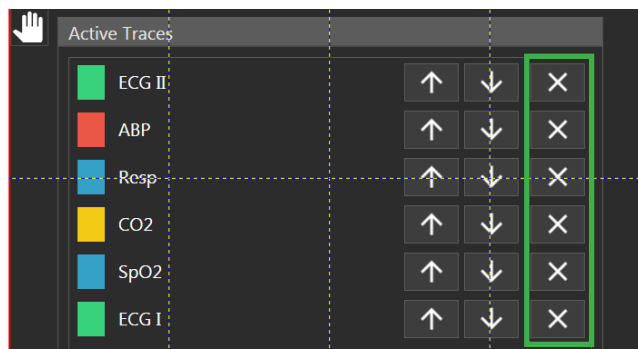 Active Traces
ECG II
ABP
Resp
CO2
SpO2
ECG I